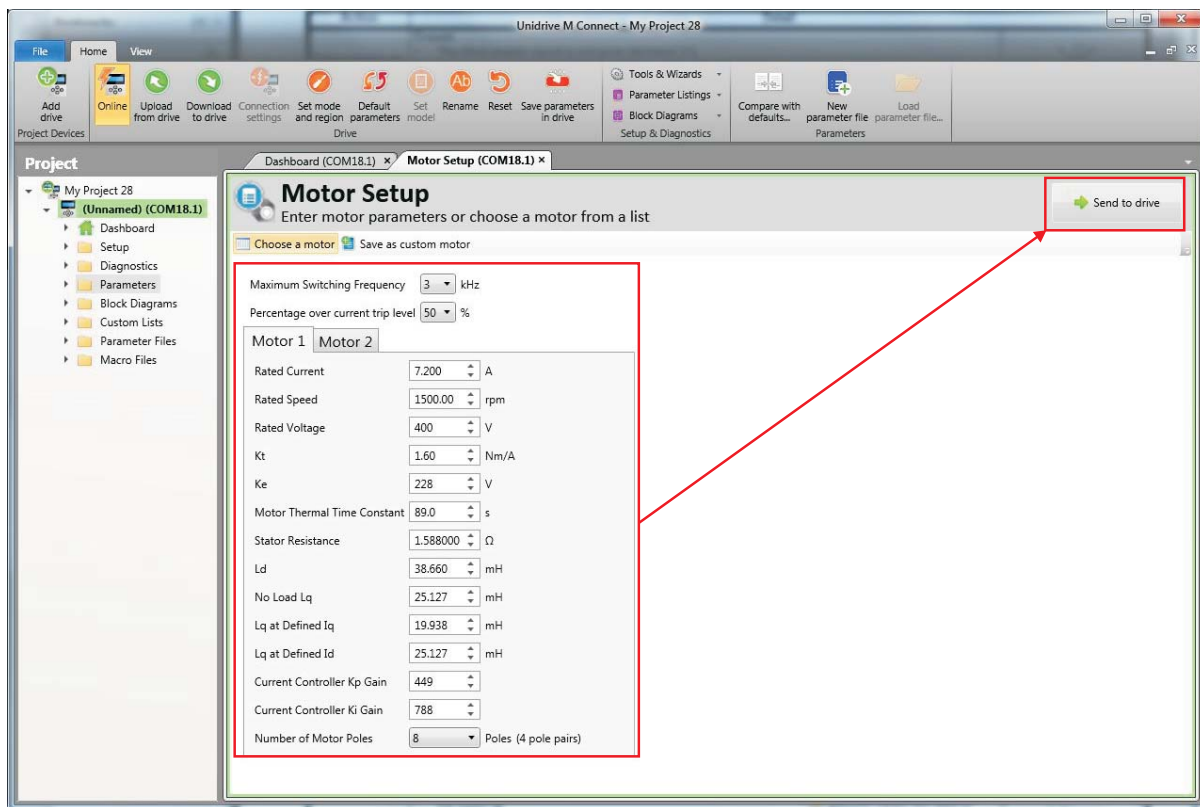 Unidrive M Connect - My Project 28
File Home View
Add drive
Online
Upload from drive
Download to drive
Connection settings
Set mode and region
Default parameters
Set model
Rename
Reset
Save parameters in drive
Tools & Wizards
Parameter Listings
Block Diagrams
Compare with defaults...
New parameter file
Load parameter file...
Project Devices
Drive
Setup & Diagnostics
Parameters
Project
Dashboard (COM18.1) × Motor Setup (COM18.1) ×
My Project 28
(Unnamed) (COM18.1)
Dashboard
Setup
Diagnostics
Parameters
Block Diagrams
Custom Lists
Parameter Files
Macro Files
Motor Setup
Enter motor parameters or choose a motor from a list
Send to drive
Choose a motor Save as custom motor
Maximum Switching Frequency 3 kHz
Percentage over current trip level 50 %
Motor 1 Motor 2
Rated Current 7.200 A
Rated Speed 1500.00 rpm
Rated Voltage 400 V
Kt 1.60 Nm/A
Ke 228 V
Motor Thermal Time Constant 89.0 s
Stator Resistance 1.588000 Ω
Ld 38.660 mH
No Load Lq 25.127 mH
Lq at Defined Iq 19.938 mH
Lq at Defined Id 25.127 mH
Current Controller Kp Gain 449
Current Controller Ki Gain 788
Number of Motor Poles 8 Poles (4 pole pairs)